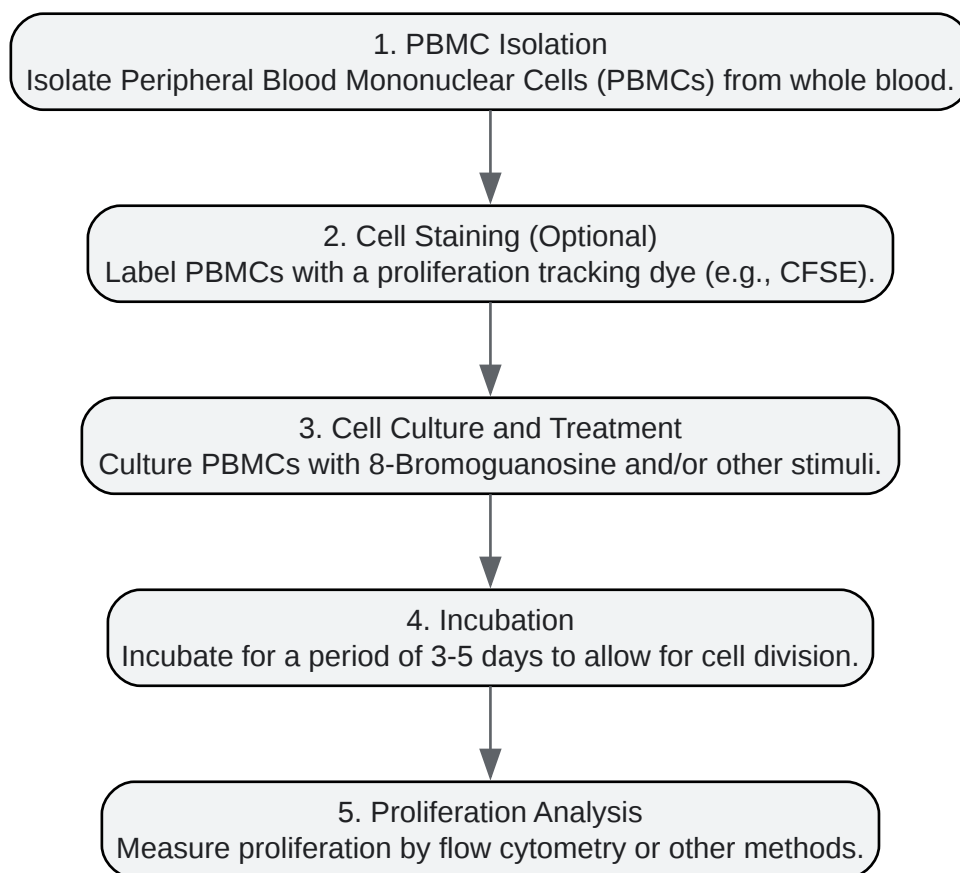 1. PBMC Isolation
Isolate Peripheral Blood Mononuclear Cells (PBMCs) from whole blood.
2. Cell Staining (Optional)
Label PBMCs with a proliferation tracking dye (e.g., CFSE).
3. Cell Culture and Treatment
Culture PBMCs with 8-Bromoguanosine and/or other stimuli.
4. Incubation
Incubate for a period of 3-5 days to allow for cell division.
5. Proliferation Analysis
Measure proliferation by flow cytometry or other methods.